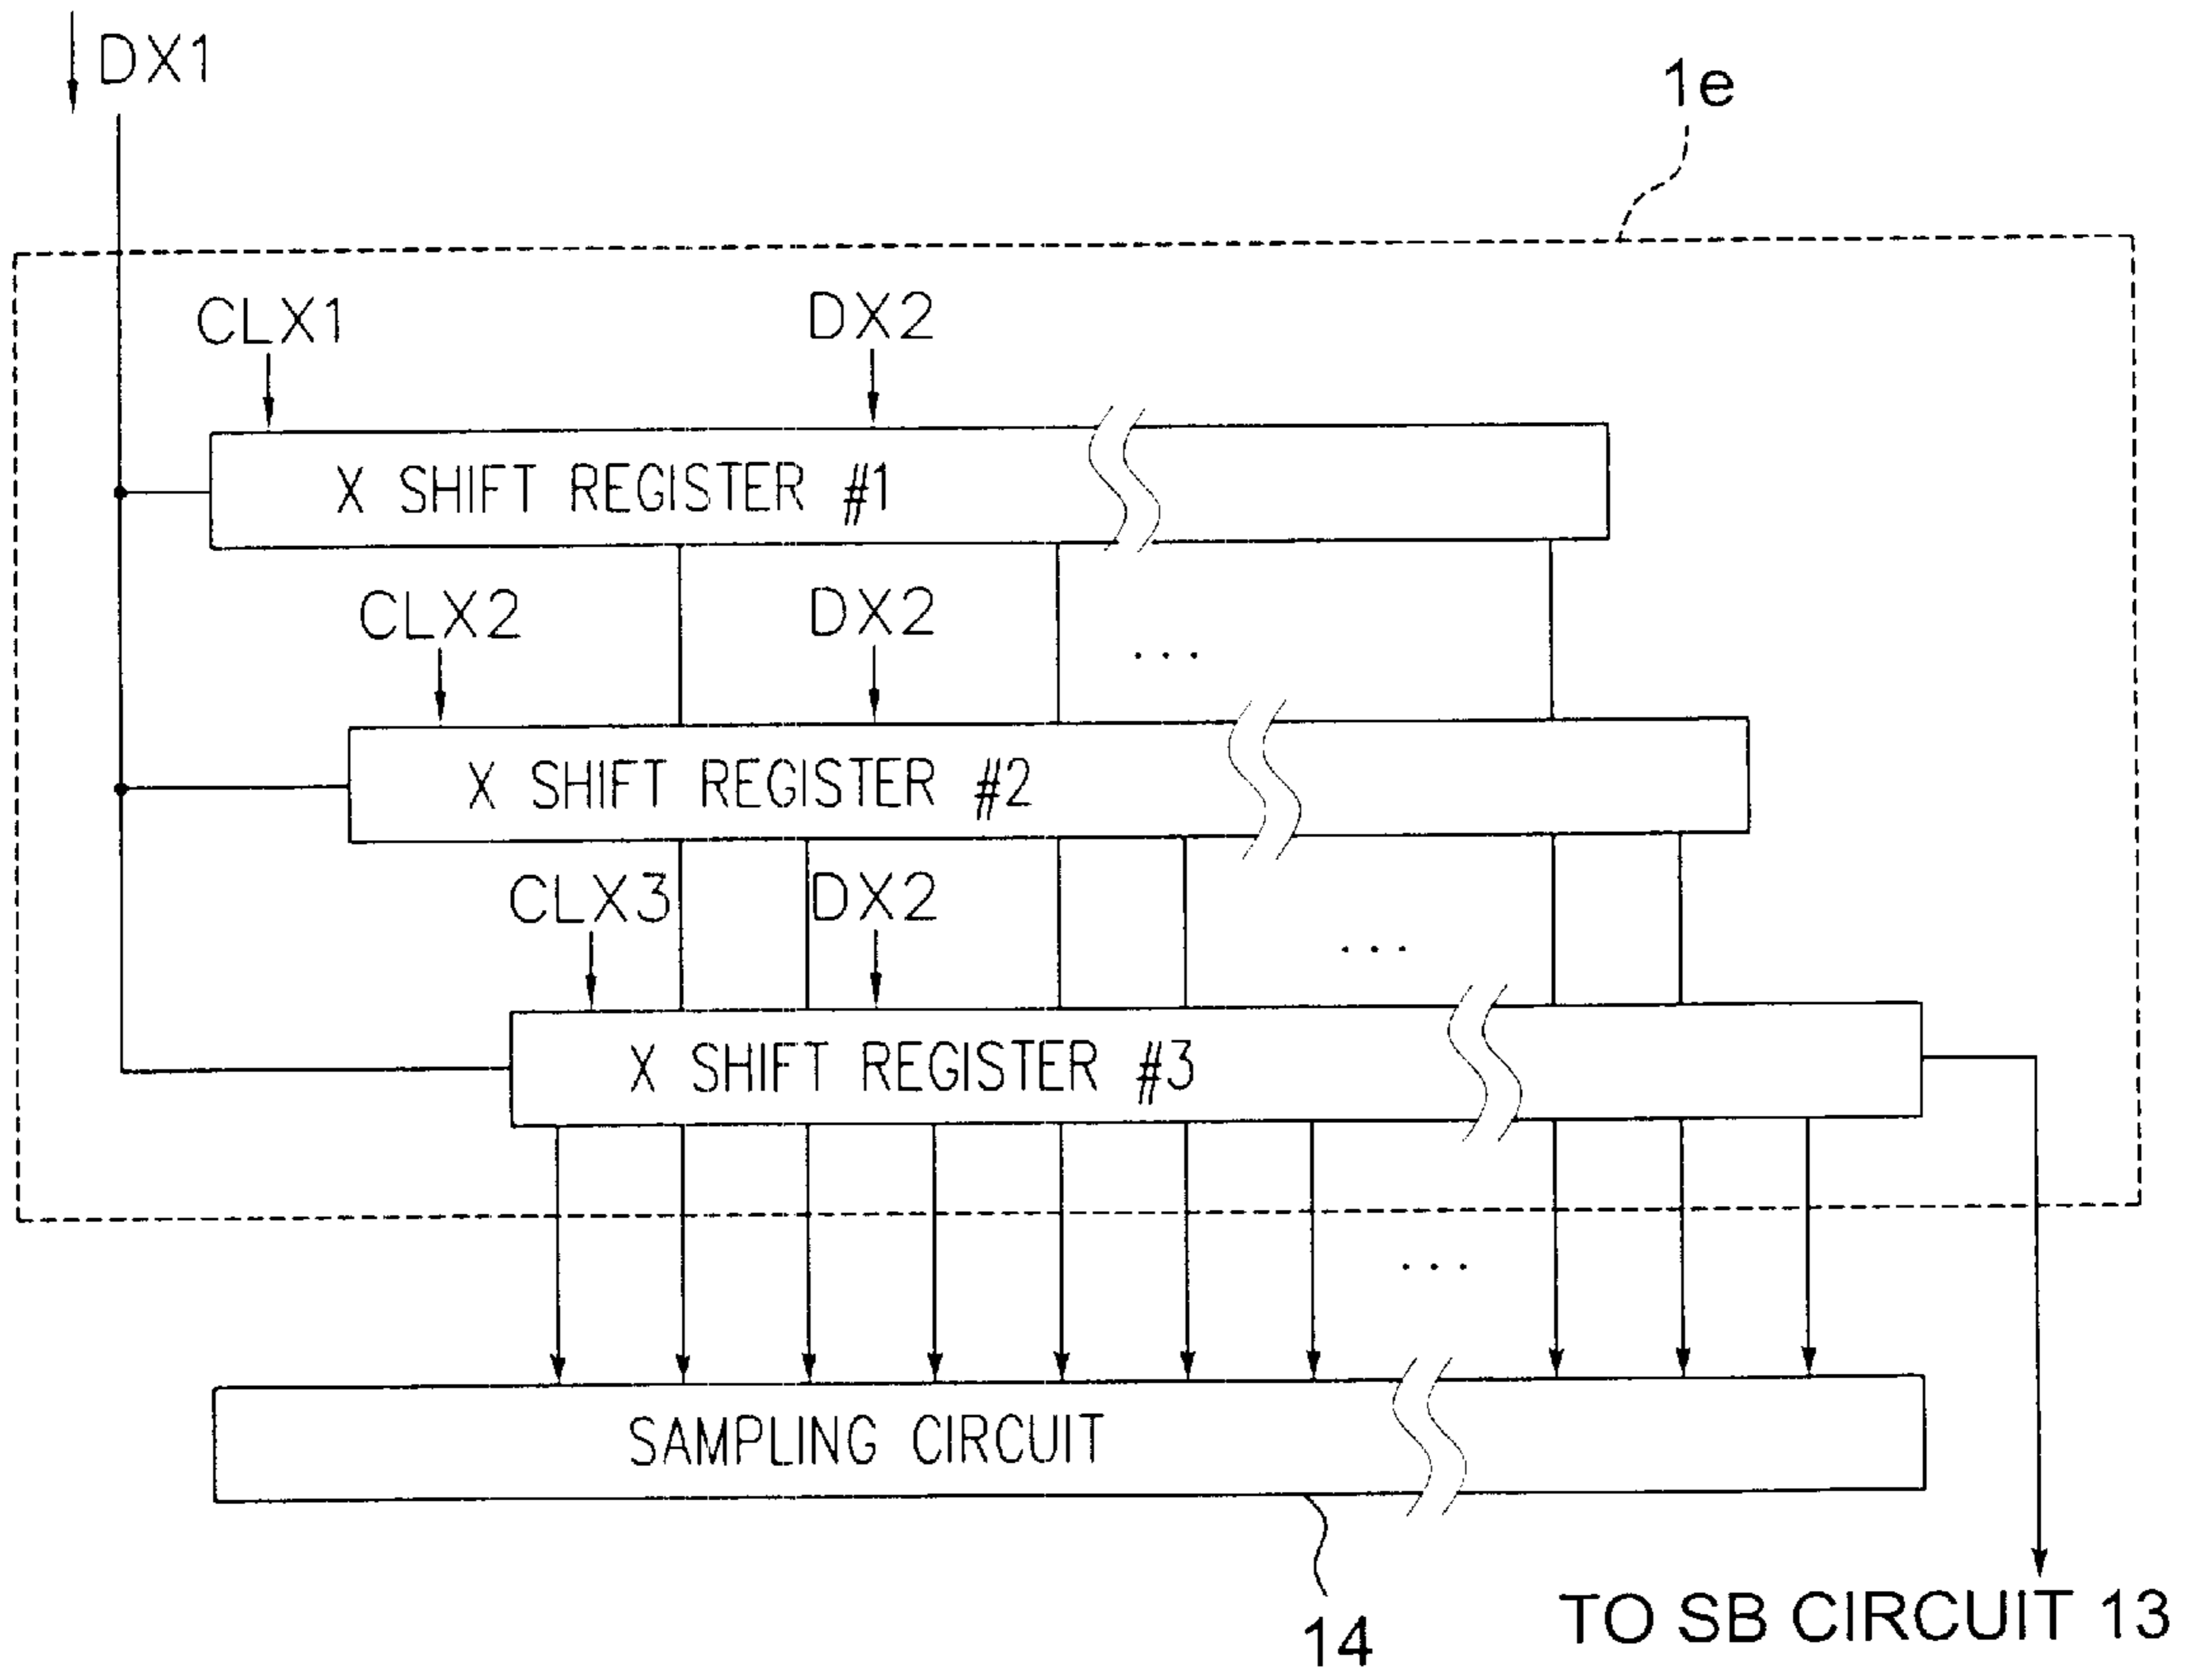 DX1
1e
CLX1
DX2
X SHIFT REGISTER #1
CLX2
DX2
...
X SHIFT REGISTER #2
CLX3
DX2
...
X SHIFT REGISTER #3
...
SAMPLING CIRCUIT
14
TO SB CIRCUIT 13